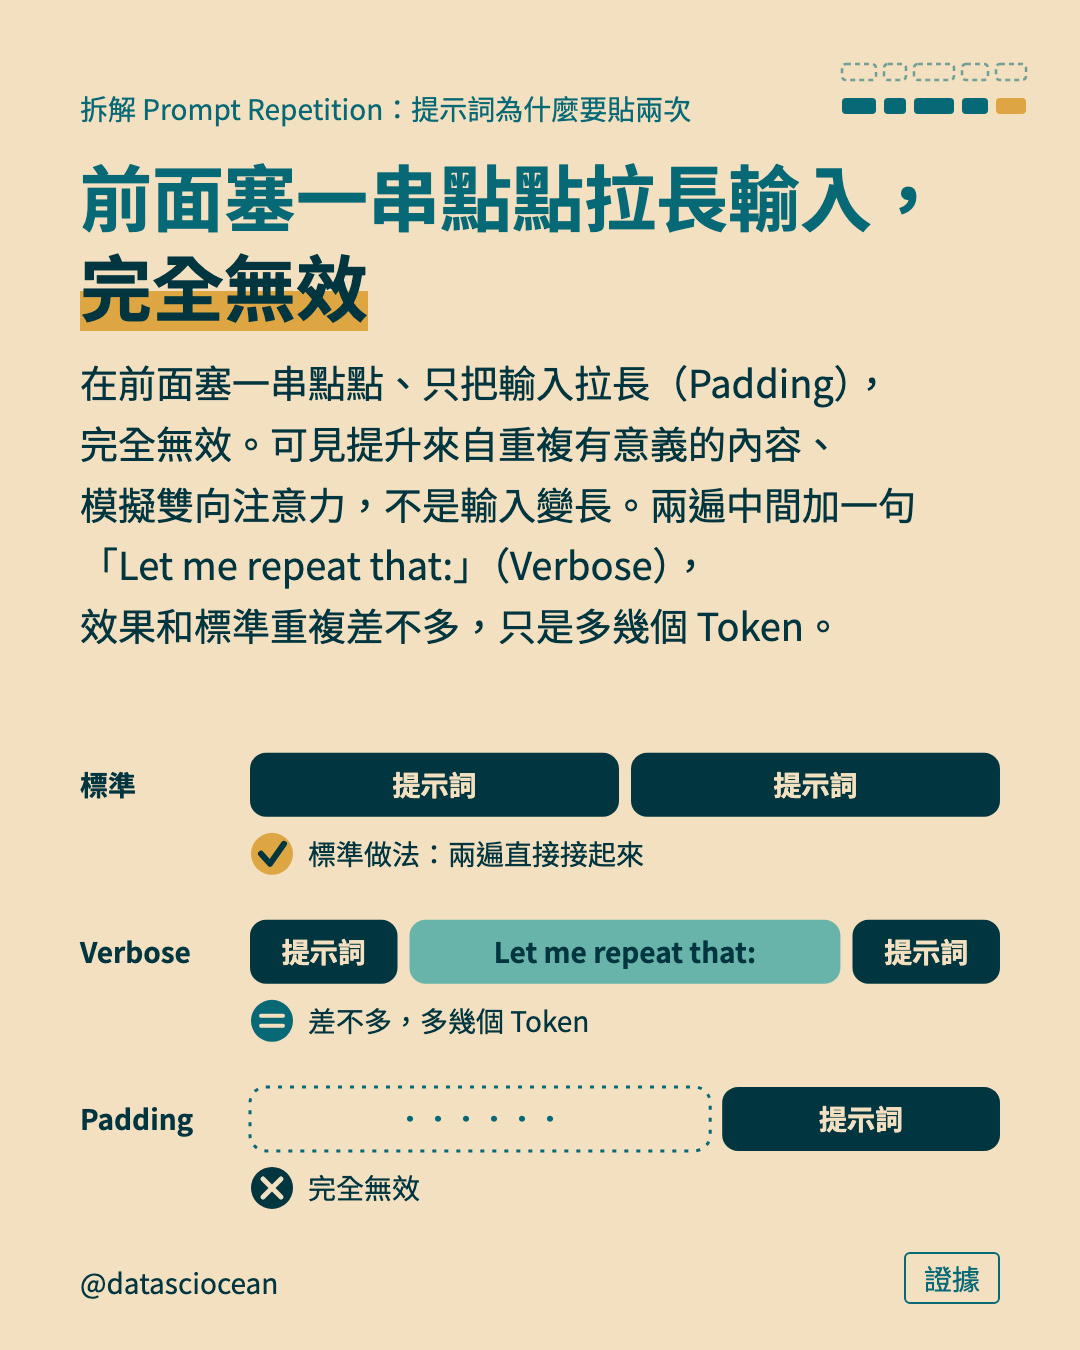 拆解 Prompt Repetition：提示詞為什麼要貼兩次
前面塞一串點點拉長輸入，
完全無效
在前面塞一串點點、只把輸入拉長（Padding），
完全無效。可見提升來自重複有意義的內容、
模擬雙向注意力，不是輸入變長。兩遍中間加一句
「Let me repeat that:」（Verbose），
效果和標準重複差不多，只是多幾個 Token。
標準
提示詞
提示詞
標準做法：兩遍直接接起來
Verbose
提示詞
Let me repeat that:
提示詞
差不多，多幾個 Token
Padding
· · · · · ·
提示詞
完全無效
@datasciocean
證據